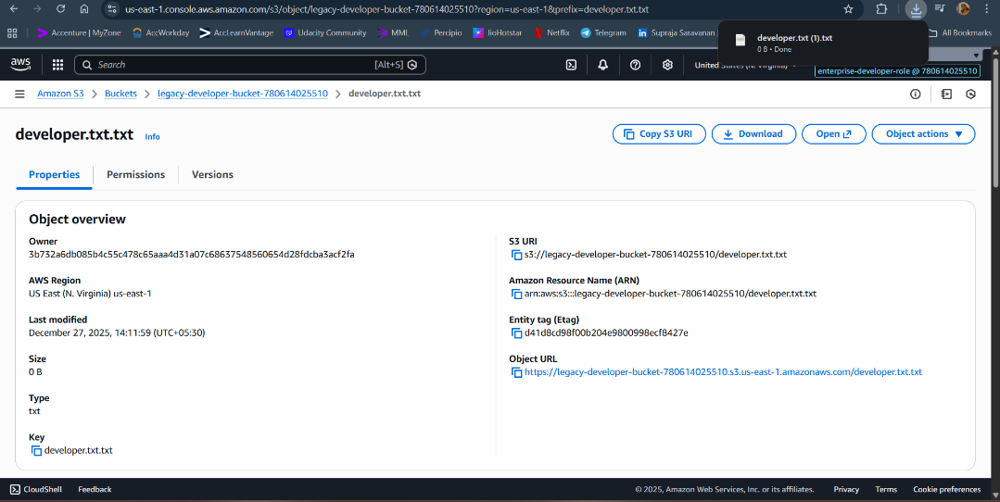 us-east-1.console.aws.amazon.com/s3/object/legacy-developer-bucket-780614025510?region=us-east-1&prefix=developer.txt.txt
Accenture | MyZone
AccWorkday
AccLearnVantage
Udacity Community
MML
Percipio
JioHotstar
Netflix
Telegram
Supraja Saravanan
All Bookmarks
developer.txt (1).txt
0 B • Done
aws
Search
[Alt+S]
United States (N. Virginia)
enterprise-developer-role @ 780614025510
Amazon S3 > Buckets > legacy-developer-bucket-780614025510 > developer.txt.txt
developer.txt.txt
Info
Copy S3 URI
Download
Open
Object actions
Properties
Permissions
Versions
Object overview
Owner
3b732a6db085b4c55c478c65aaa4d31a07c68637548560654d28fdcba3acf2fa
AWS Region
US East (N. Virginia) us-east-1
Last modified
December 27, 2025, 14:11:59 (UTC+05:30)
Size
0 B
Type
txt
Key
developer.txt.txt
S3 URI
s3://legacy-developer-bucket-780614025510/developer.txt.txt
Amazon Resource Name (ARN)
arn:aws:s3:::legacy-developer-bucket-780614025510/developer.txt.txt
Entity tag (Etag)
d41d8cd98f00b204e9800998ecf8427e
Object URL
https://legacy-developer-bucket-780614025510.s3.us-east-1.amazonaws.com/developer.txt.txt
CloudShell
Feedback
© 2025, Amazon Web Services, Inc. or its affiliates.
Privacy
Terms
Cookie preferences